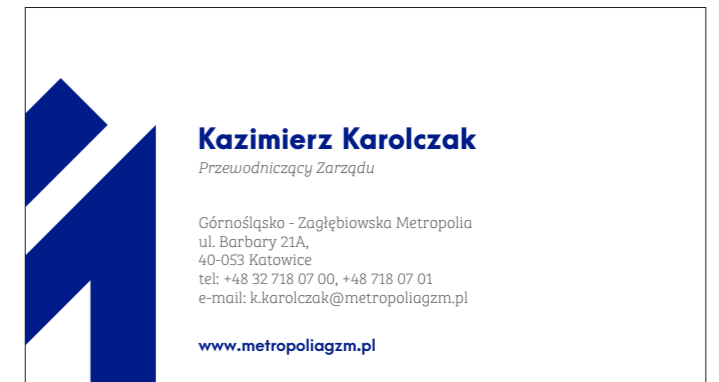 Kazimierz Karolczak
Przewodniczący Zarządu
Górnośląsko - Zagłębiowska Metropolia
ul. Barbary 21A,
40-053 Katowice
tel: +48 32 718 07 00, +48 718 07 01
e-mail: k.karolczak@metropoliagzm.pl
www.metropoliagzm.pl